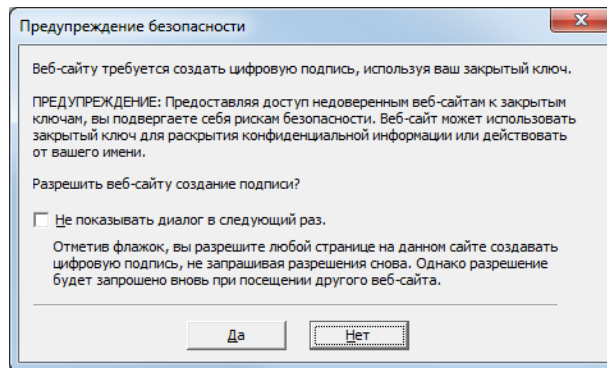 Предупреждение безопасности
Веб-сайту требуется создать цифровую подпись, используя ваш закрытый ключ.
ПРЕДУПРЕЖДЕНИЕ: Предоставляя доступ недоверенным веб-сайтам к закрытым
ключам, вы подвергаете себя рискам безопасности. Веб-сайт может использовать
закрытый ключ для раскрытия конфиденциальной информации или действовать
от вашего имени.
Разрешить веб-сайту создание подписи?
Не показывать диалог в следующий раз.
Отметив флажок, вы разрешите любой странице на данном сайте создавать
цифровую подпись, не запрашивая разрешения снова. Однако разрешение
будет запрошено вновь при посещении другого веб-сайта.
Да
Нет